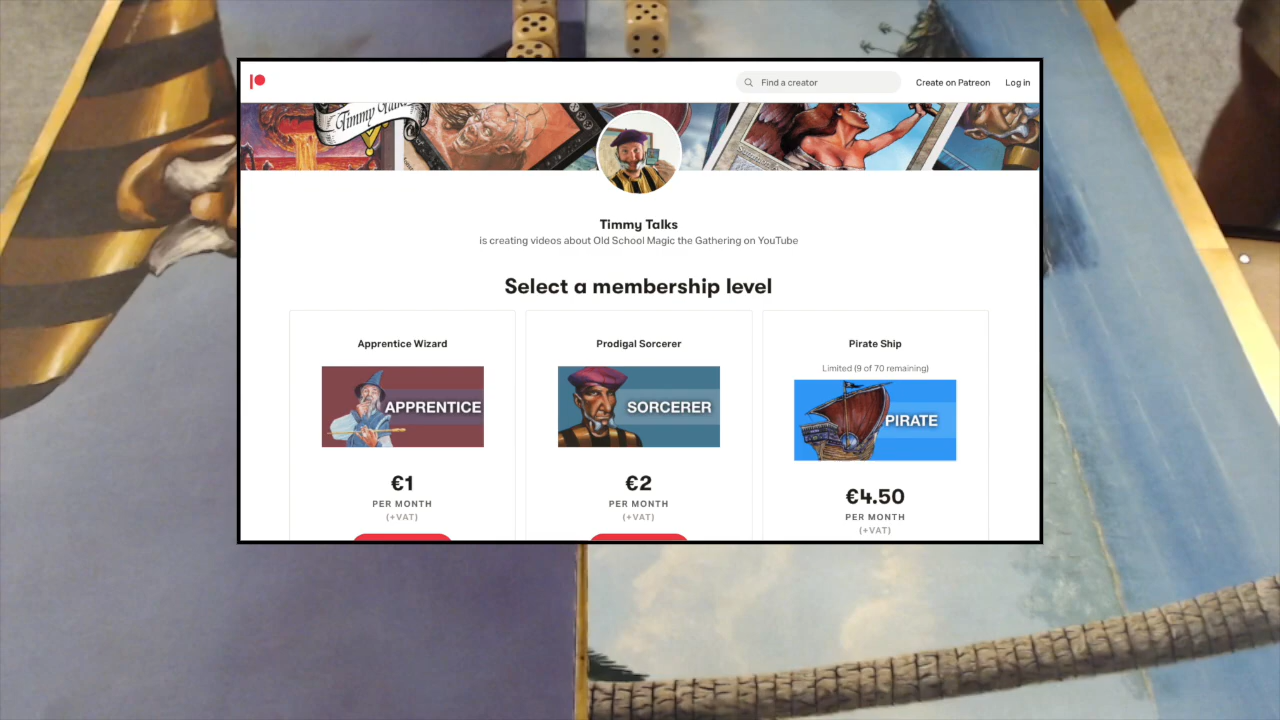 Find a creator
Create on Patreon
Log in
Timmy Talks
Timmy Talks
is creating videos about Old School Magic the Gathering on YouTube
Select a membership level
Apprentice Wizard
APPRENTICE
€1
PER MONTH
(+VAT)
Prodigal Sorcerer
SORCERER
€2
PER MONTH
(+VAT)
Pirate Ship
Limited (9 of 70 remaining)
PIRATE
€4.50
PER MONTH
(+VAT)